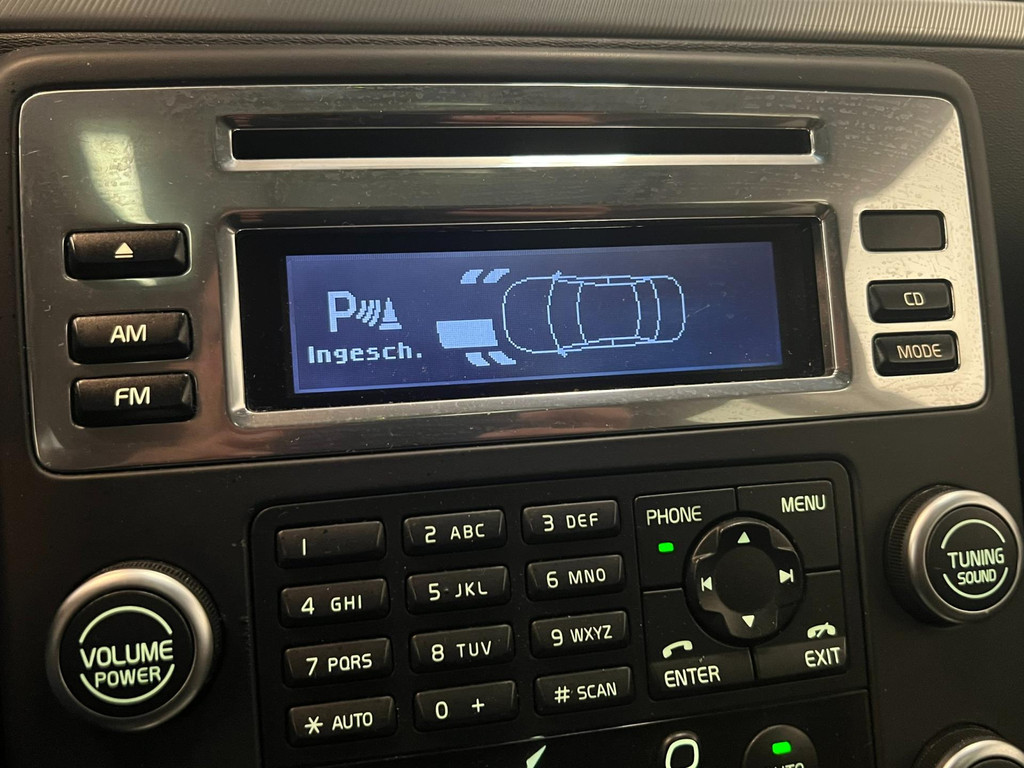 AM
FM
CD
MODE
P
Ingesch.
1
2 ABC
3 DEF
4 GHI
5 JKL
6 MNO
7 PQRS
8 TUV
9 WXYZ
* AUTO
0 +
# SCAN
PHONE
MENU
ENTER
EXIT
VOLUME
POWER
TUNING
SOUND
AUTO